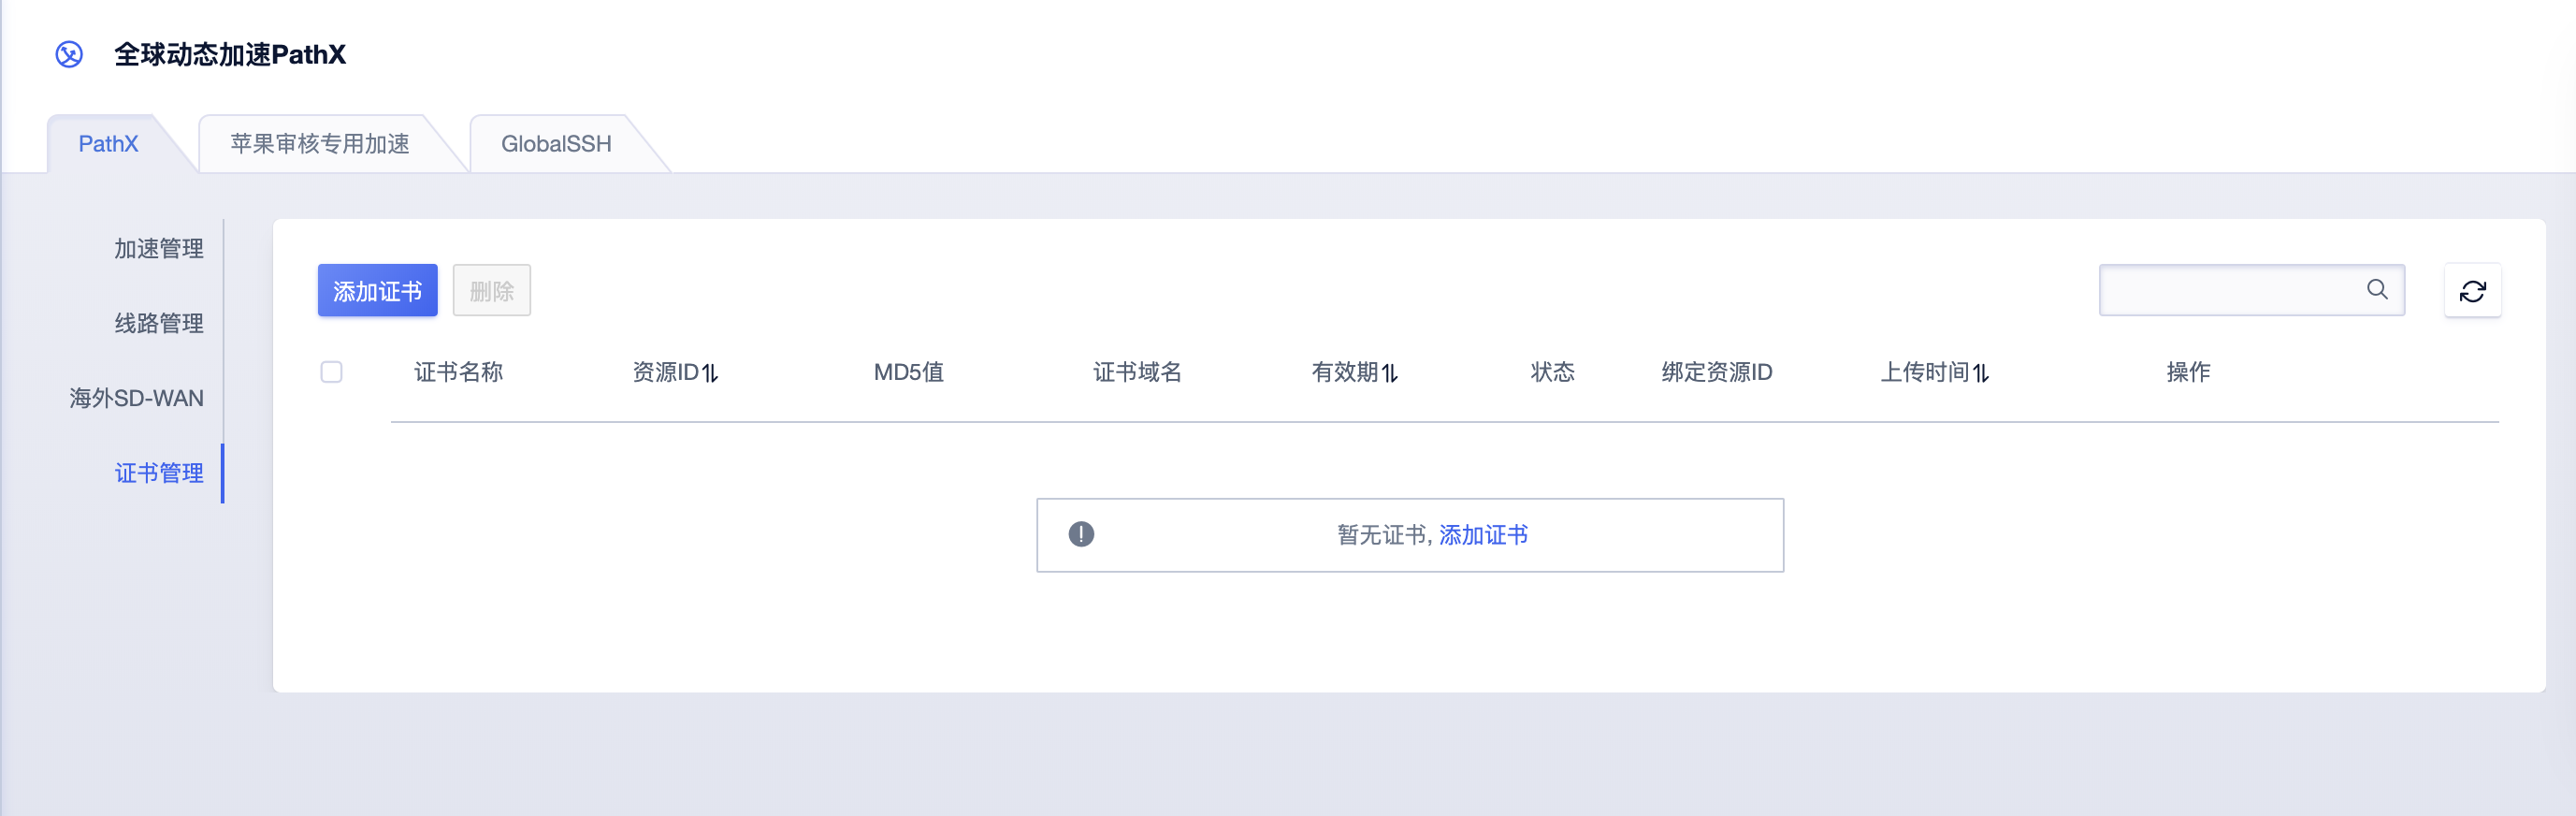 全球动态加速PathX
PathX
苹果审核专用加速
GlobalSSH
加速管理
线路管理
海外SD-WAN
证书管理
添加证书
删除
证书名称 资源ID MD5值 证书域名 有效期 状态 绑定资源ID 上传时间 操作
暂无证书, 添加证书